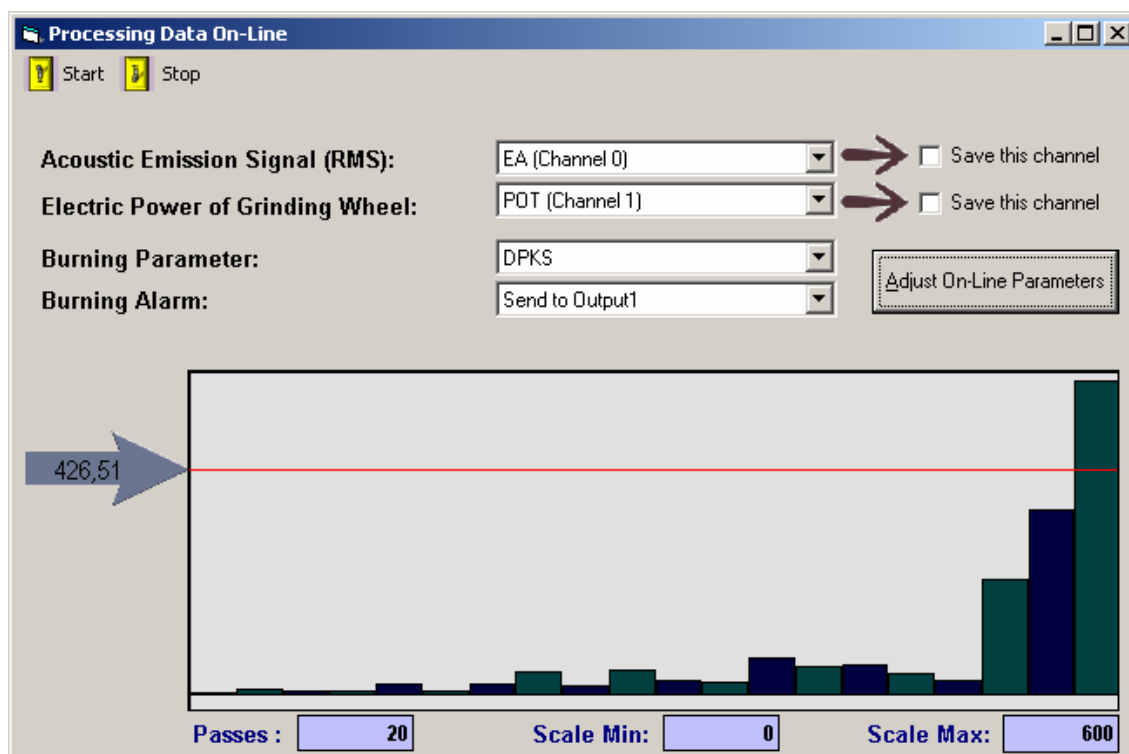 Processing Data On-Line
Start Stop
Acoustic Emission Signal (RMS): EA (Channel 0) Save this channel
Electric Power of Grinding Wheel: POT (Channel 1) Save this channel
Burning Parameter: DPKS
Adjust On-Line Parameters
Burning Alarm: Send to Output1
426,51
Passes : 20 Scale Min: 0 Scale Max: 600